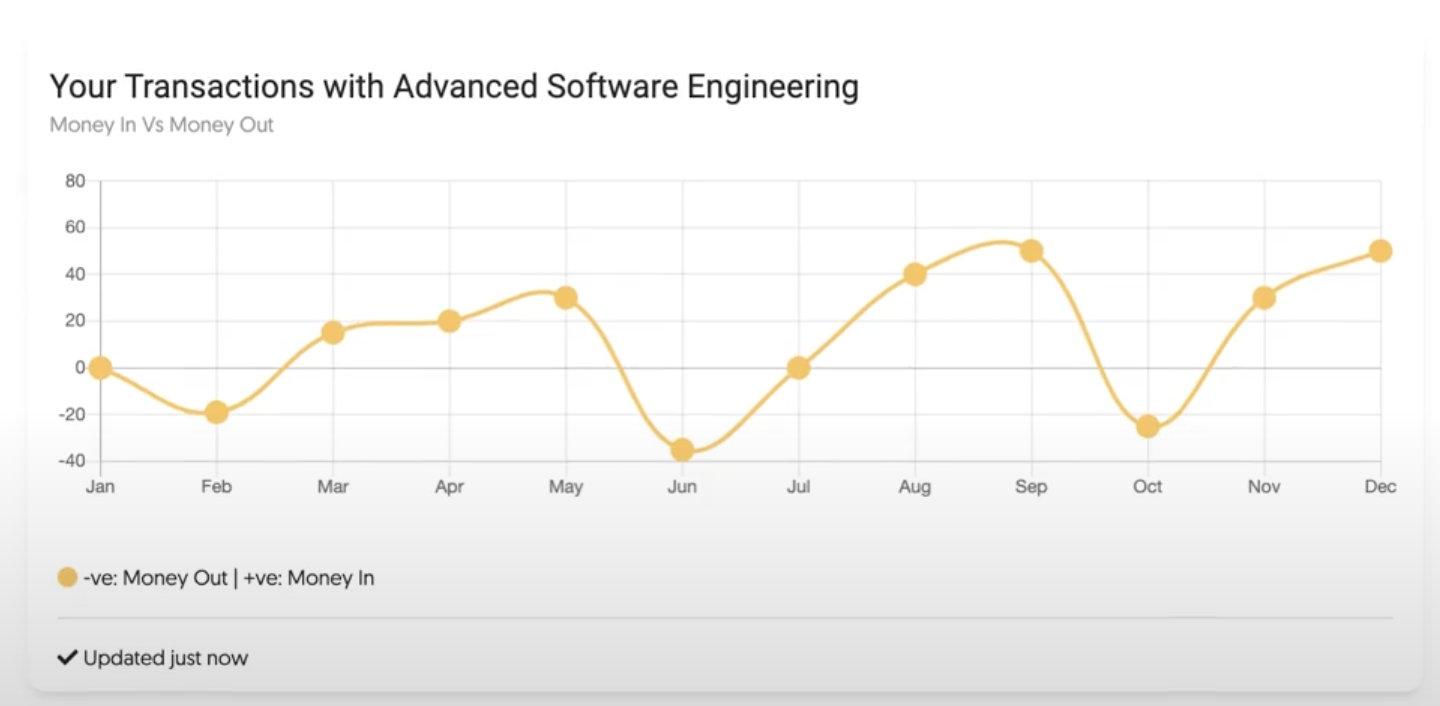 Your Transactions with Advanced Software Engineering
Money In Vs Money Out
80
60
40
20
0
-20
-40
Jan Feb Mar Apr May Jun Jul Aug Sep Oct Nov Dec
-ve: Money Out | +ve: Money In
Updated just now